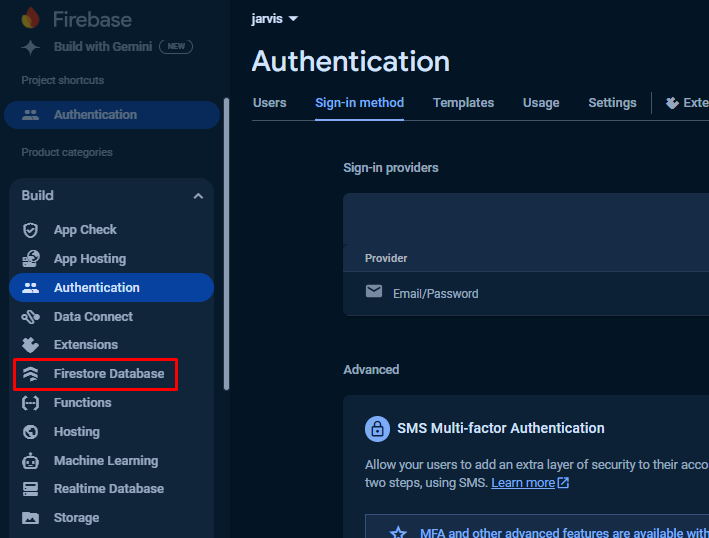 Firebase
Build with Gemini NEW
Project shortcuts
Authentication
Product categories
Build
App Check
App Hosting
Authentication
Data Connect
Extensions
Firestore Database
Functions
Hosting
Machine Learning
Realtime Database
Storage
jarvis
Authentication
Users Sign-in method Templates Usage Settings Exte
Sign-in providers
Provider
Email/Password
Advanced
SMS Multi-factor Authentication
Allow your users to add an extra layer of security to their acco
two steps, using SMS. Learn more
MFA and other advanced features are available with